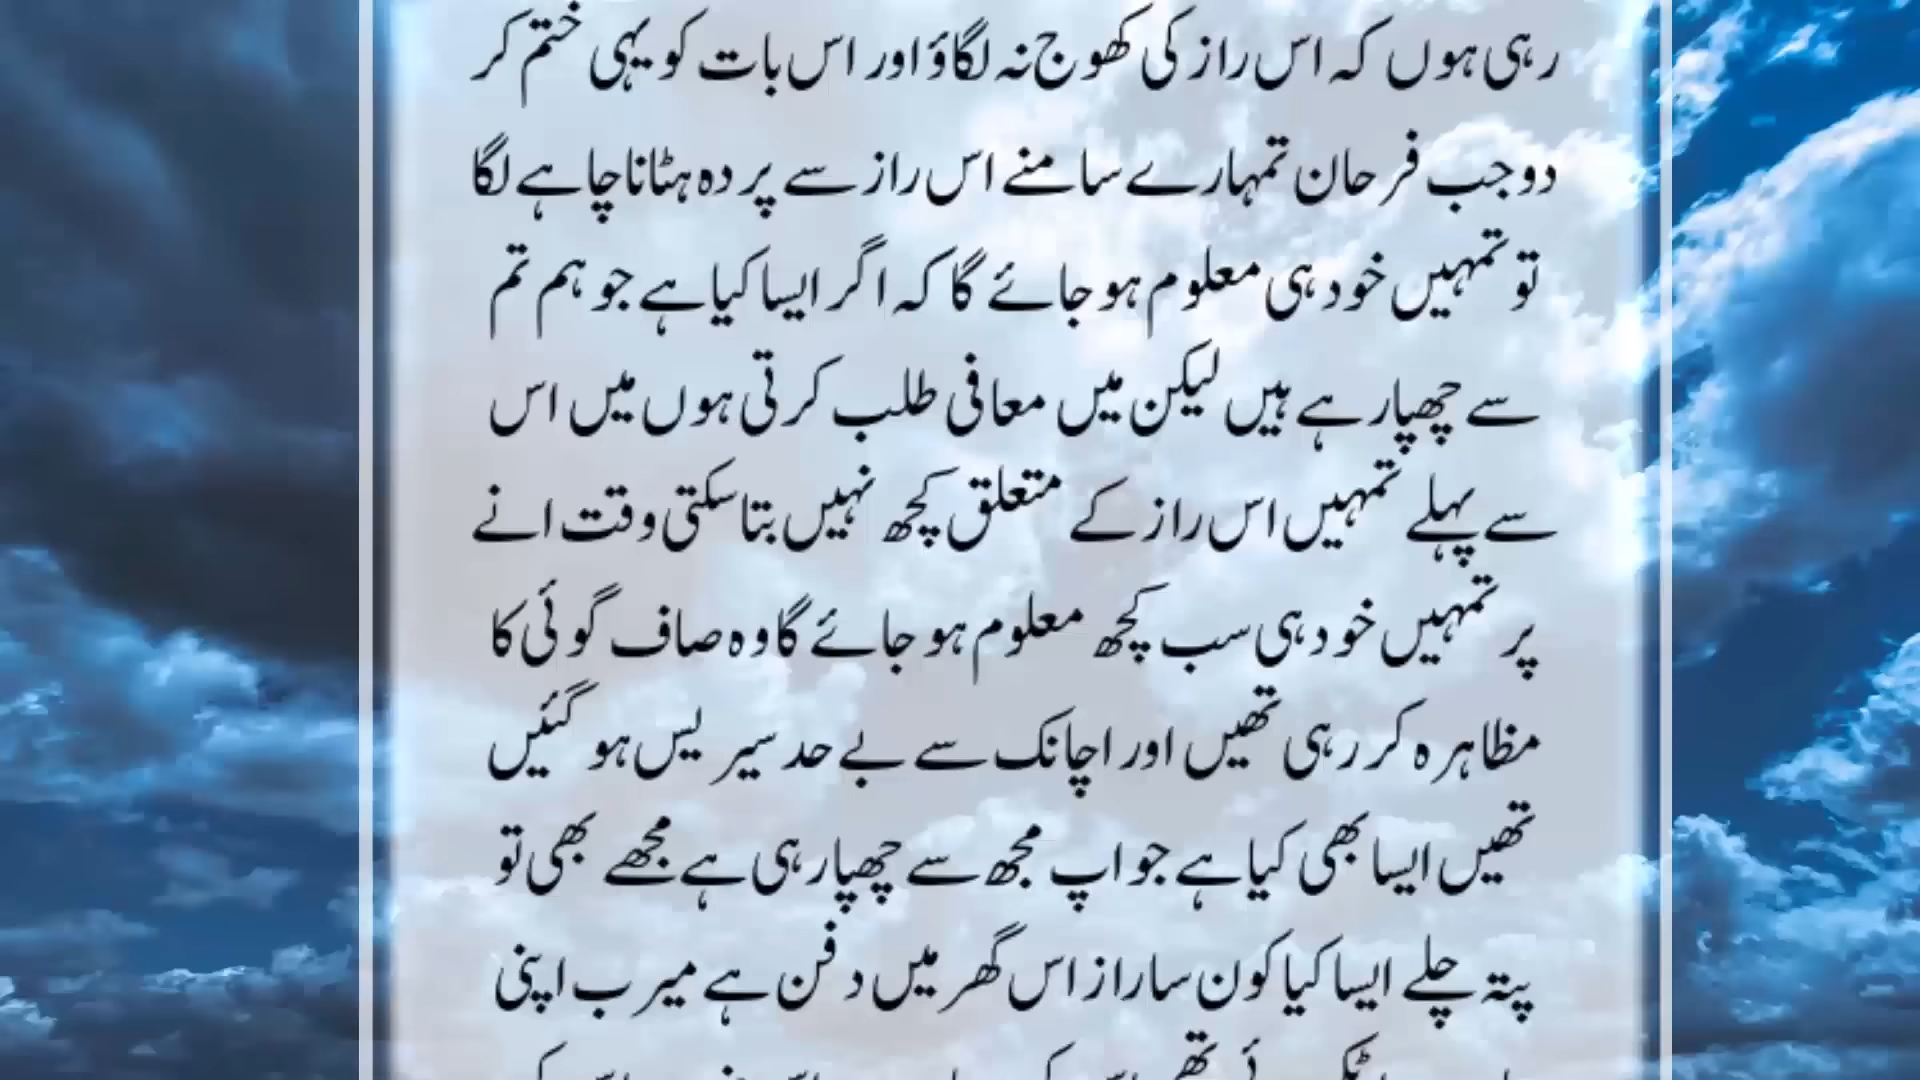 رہی ہوں کہ اس راز کی کھوج نہ لگاؤ اور اس بات کو یہی ختم کر
دو جب فرحان تمہارے سامنے اس راز سے پردہ ہٹانا چاہے لگا
تو تمہیں خود ہی معلوم ہو جائے گا کہ اگر ایسا کیا ہے جو ہم تم
سے چھپا رہے ہیں لیکن میں معافی طلب کرتی ہوں میں اس
سے پہلے تمہیں اس راز کے متعلق کچھ نہیں بتا سکتی وقت انے
پر تمہیں خود ہی سب کچھ معلوم ہو جائے گا وہ صاف گوئی کا
مظاہرہ کر رہی تھیں اور اچانک سے بے حد سیریس ہو گئیں
تھیں ایسا بھی کیا ہے جو اپ مجھ سے چھپا رہی ہے مجھے بھی تو
پتہ چلے ایسا کیا کون سا راز اس گھر میں دفن ہے میرب اپنی